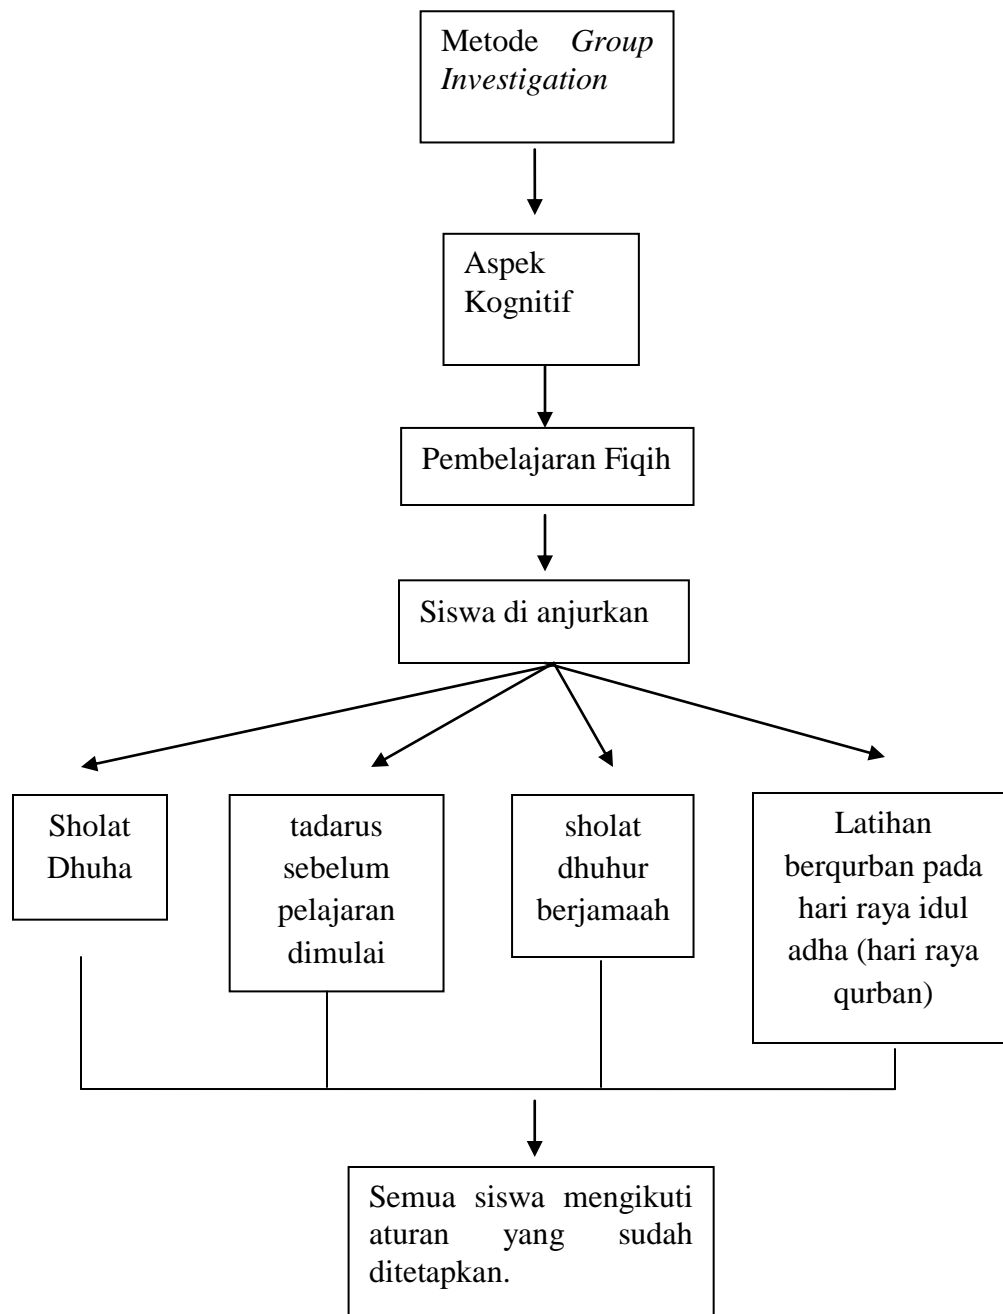 Metode Group
Investigation
Aspek
Kognitif
Pembelajaran Fiqih
Siswa di anjurkan
Sholat
Dhuha
tadarus
sebelum
pelajaran
dimulai
sholat
dhuhur
berjamaah
Latihan
berqurban pada
hari raya idul
adha (hari raya
qurban)
Semua siswa mengikuti
aturan yang sudah
ditetapkan.